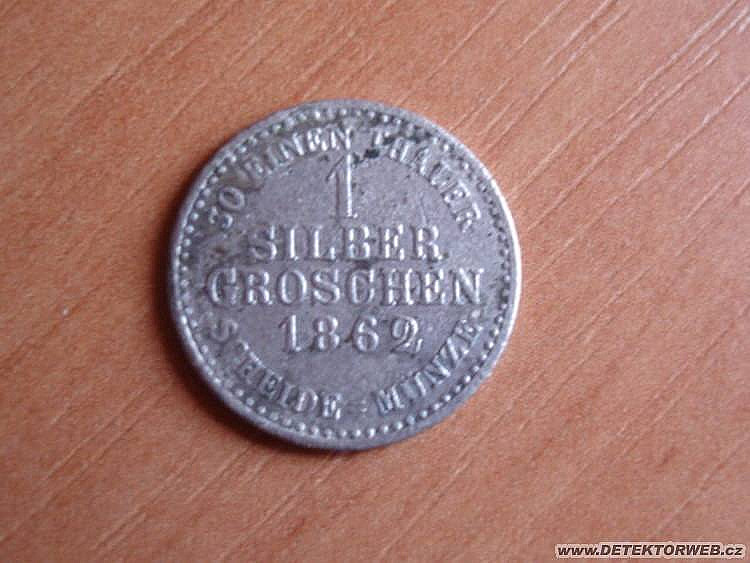 30 EINEN THALER
1
SILBER
GROSCHEN
1862
SCHEIDE = MÜNZE
www.DETEKTORWEB.cz